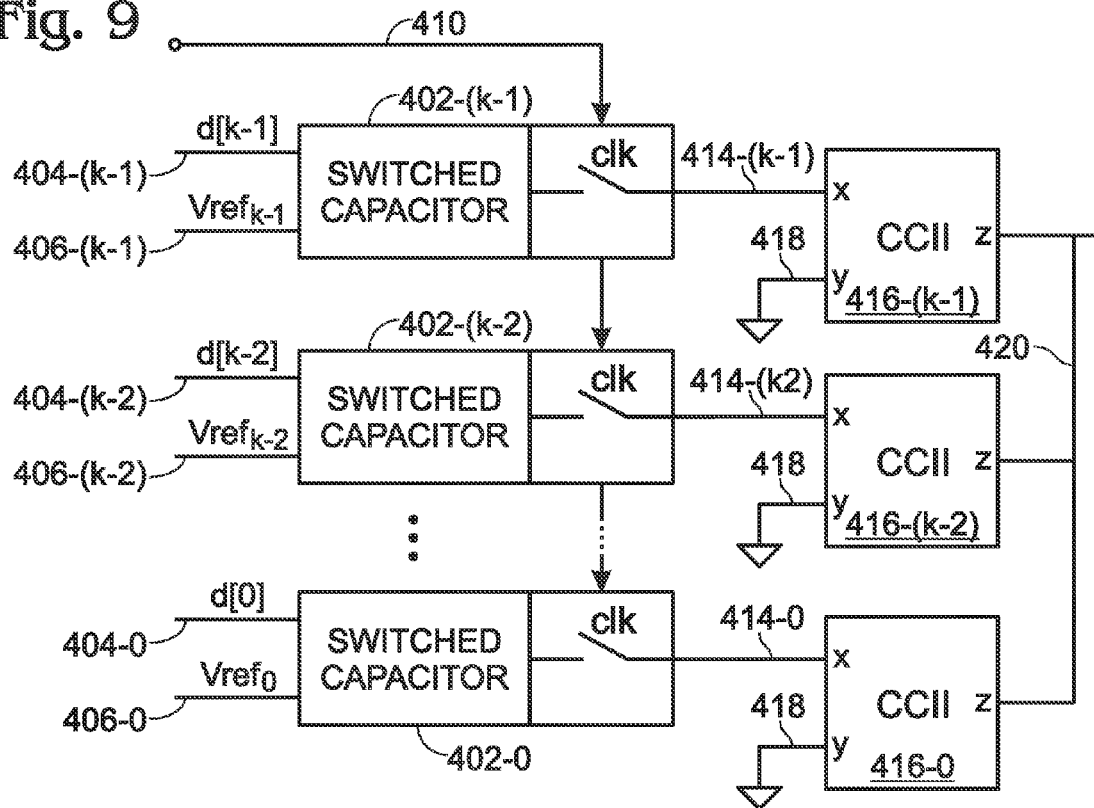 Fig. 9
410
402-(k-1)
d[k-1]
404-(k-1)
Vrefk-1
406-(k-1)
SWITCHED
CAPACITOR
clk
414-(k-1)
418
x
y
CCII
z
416-(k-1)
402-(k-2)
d[k-2]
404-(k-2)
Vrefk-2
406-(k-2)
SWITCHED
CAPACITOR
clk
414-(k2)
418
x
y
CCII
z
416-(k-2)
420
d[0]
404-0
Vref0
406-0
SWITCHED
CAPACITOR
402-0
clk
414-0
418
x
y
CCII
z
416-0